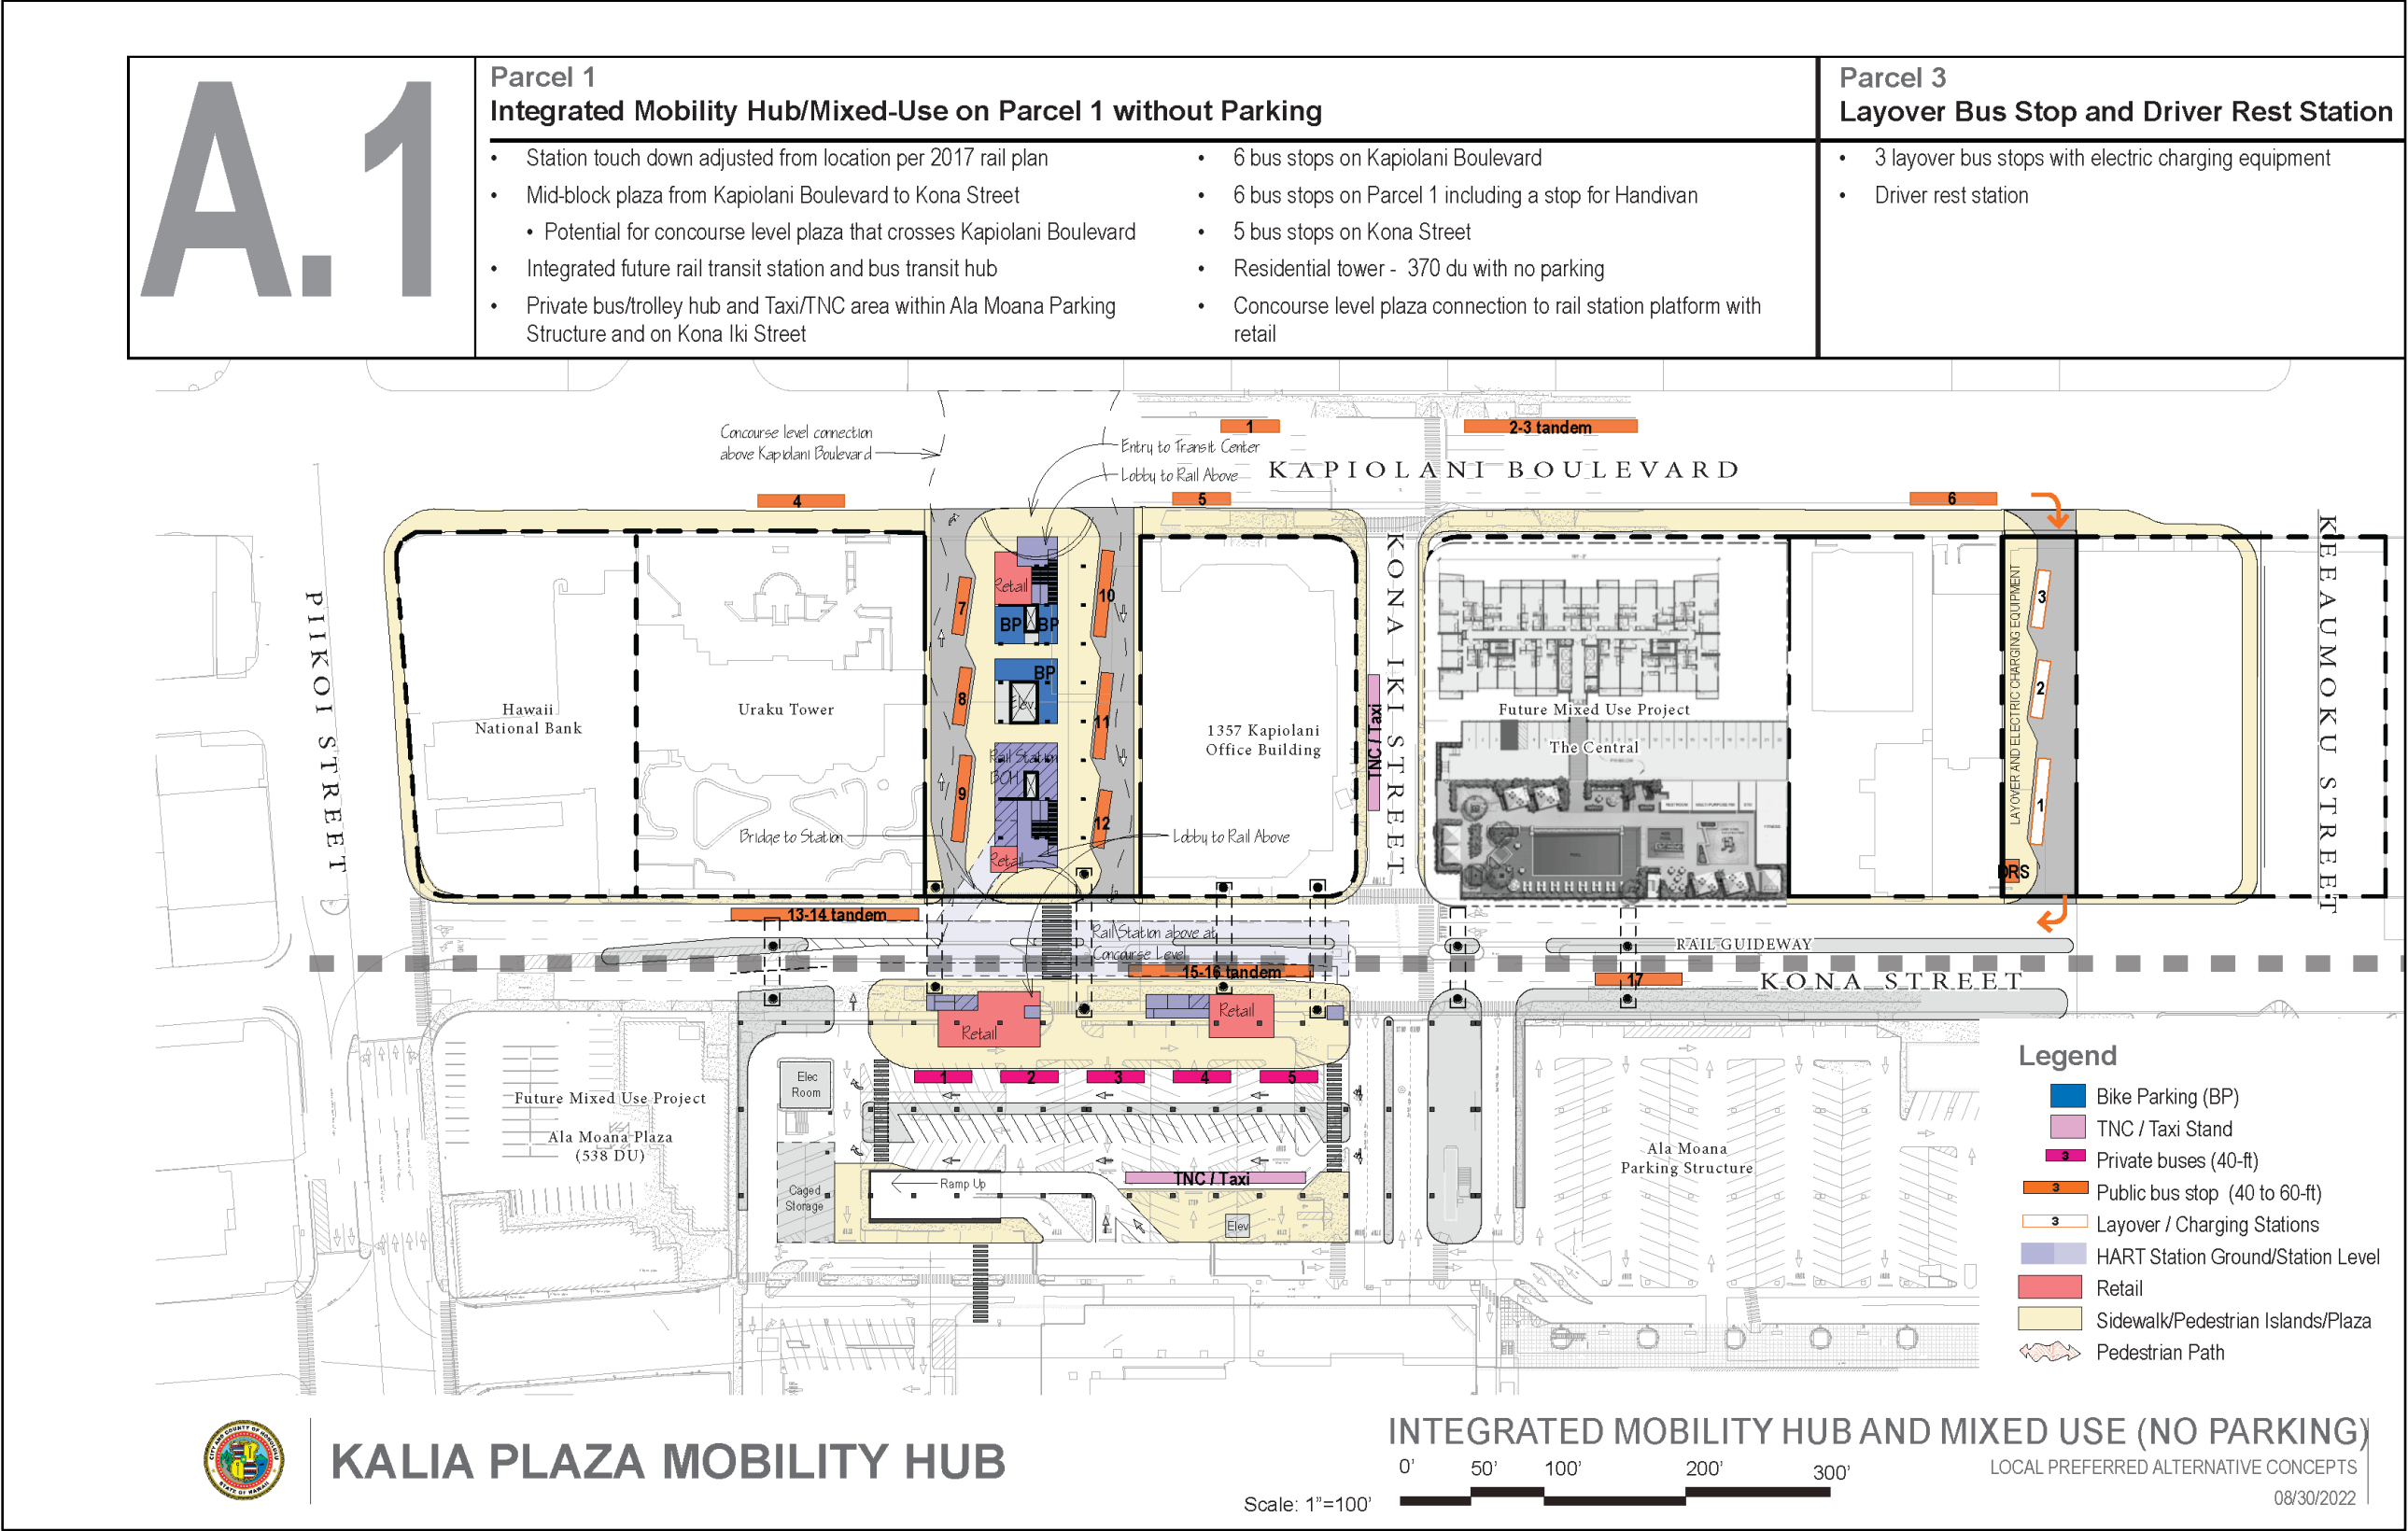 A.1
Parcel 1
Integrated Mobility Hub/Mixed-Use on Parcel 1 without Parking
• Station touch down adjusted from location per 2017 rail plan
• Mid-block plaza from Kapiolani Boulevard to Kona Street
• Potential for concourse level plaza that crosses Kapiolani Boulevard
• Integrated future rail transit station and bus transit hub
• Private bus/trolley hub and Taxi/TNC area within Ala Moana Parking
Structure and on Kona Iki Street
• 6 bus stops on Kapiolani Boulevard
• 6 bus stops on Parcel 1 including a stop for Handivan
• 5 bus stops on Kona Street
• Residential tower - 370 du with no parking
• Concourse level plaza connection to rail station platform with
retail
Parcel 3
Layover Bus Stop and Driver Rest Station
• 3 layover bus stops with electric charging equipment
• Driver rest station
Concourse level connection
above Kapiolani Boulevard
Entry to Transit Center
Lobby to Rail Above
1
2-3 tandem
KAPIOLANI BOULEVARD
4
5
6
PIIKOI STREET
Hawaii
National Bank
Uraku Tower
Bridge to Station
7
8
9
Retail
BP
BP
BP
Elev.
Rail Station
BOH
Retail
10
11
12
Lobby to Rail Above
1357 Kapiolani
Office Building
TNC / Taxi
KONA IKI STREET
Future Mixed Use Project
The Central
LAYOVER AND ELECTRIC CHARGING EQUIPMENT
3
2
1
DRS
KEEAUMOKU STREET
13-14 tandem
Rail Station above at
Concourse Level
15-16 tandem
RAIL GUIDEWAY
17
KONA STREET
Retail
Retail
1
2
3
4
5
Elec
Room
Future Mixed Use Project
Ala Moana Plaza
(538 DU)
Caged
Storage
Ramp Up
TNC / Taxi
Elev
Ala Moana
Parking Structure
Legend
Bike Parking (BP)
TNC / Taxi Stand
3 Private buses (40-ft)
3 Public bus stop (40 to 60-ft)
3 Layover / Charging Stations
HART Station Ground/Station Level
Retail
Sidewalk/Pedestrian Islands/Plaza
Pedestrian Path
CITY AND COUNTY OF HONOLULU
STATE OF HAWAII
KALIA PLAZA MOBILITY HUB
INTEGRATED MOBILITY HUB AND MIXED USE (NO PARKING)
0' 50' 100' 200' 300'
Scale: 1"=100'
LOCAL PREFERRED ALTERNATIVE CONCEPTS
08/30/2022